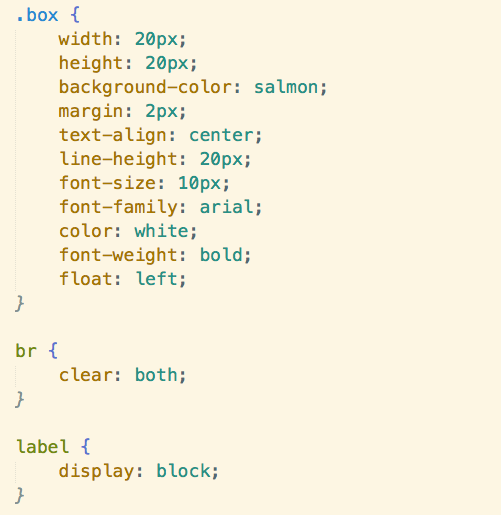 .box {
    width: 20px;
    height: 20px;
    background-color: salmon;
    margin: 2px;
    text-align: center;
    line-height: 20px;
    font-size: 10px;
    font-family: arial;
    color: white;
    font-weight: bold;
    float: left;
}

br {
    clear: both;
}

label {
    display: block;
}